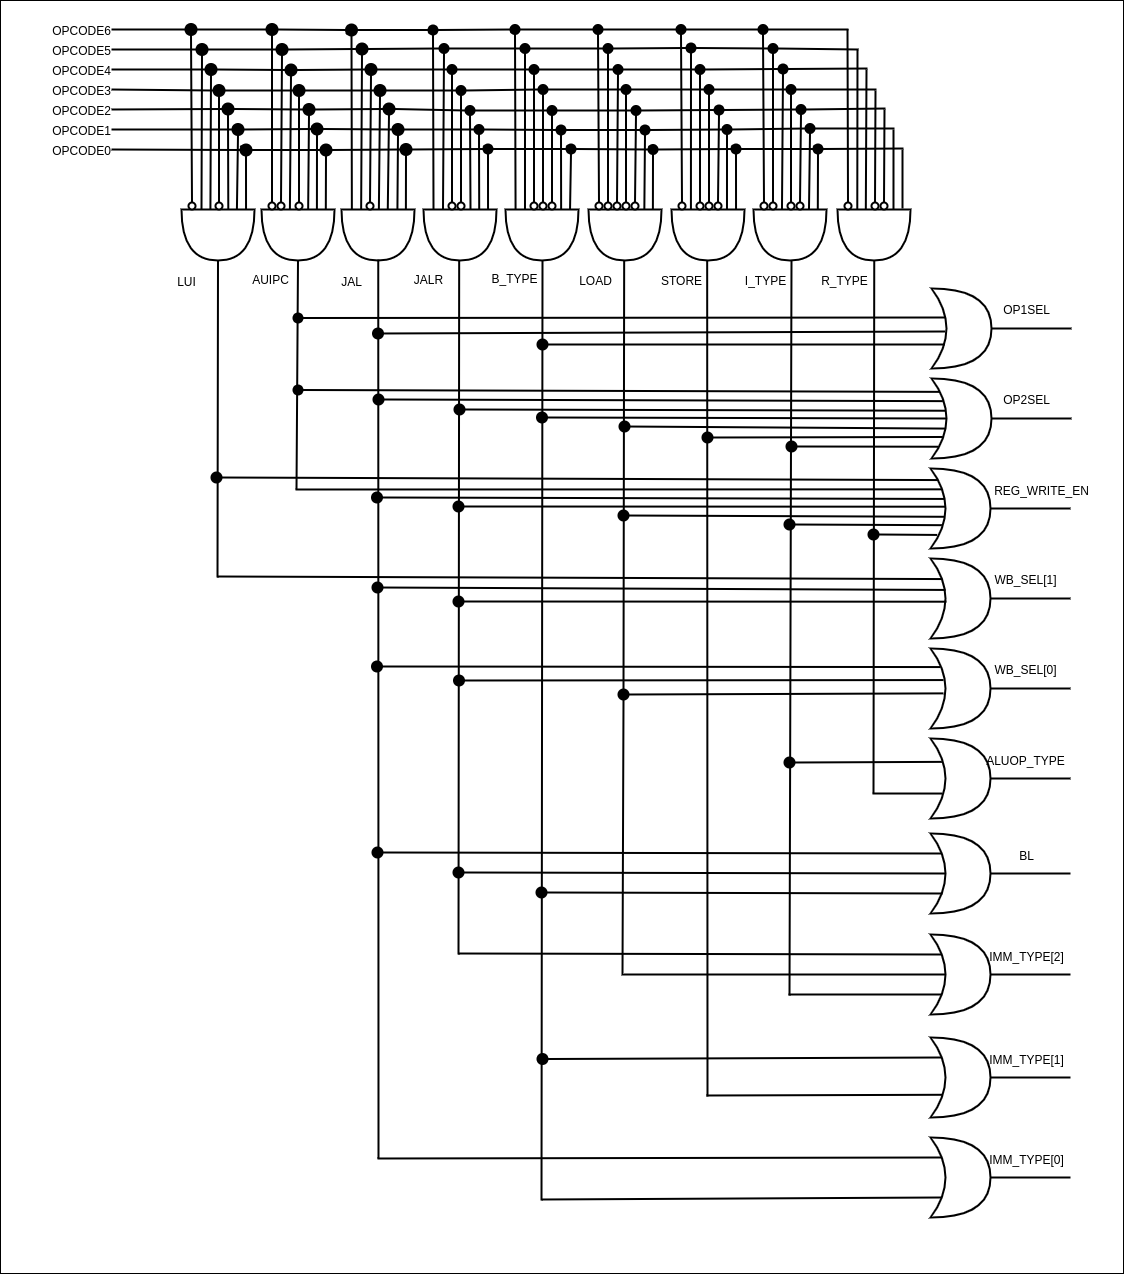 OPCODE6
OPCODE5
OPCODE4
OPCODE3
OPCODE2
OPCODE1
OPCODE0
LUI AUIPC JAL JALR B_TYPE LOAD STORE I_TYPE R_TYPE
OP1SEL
OP2SEL
REG_WRITE_EN
WB_SEL[1]
WB_SEL[0]
ALUOP_TYPE
BL
IMM_TYPE[2]
IMM_TYPE[1]
IMM_TYPE[0]